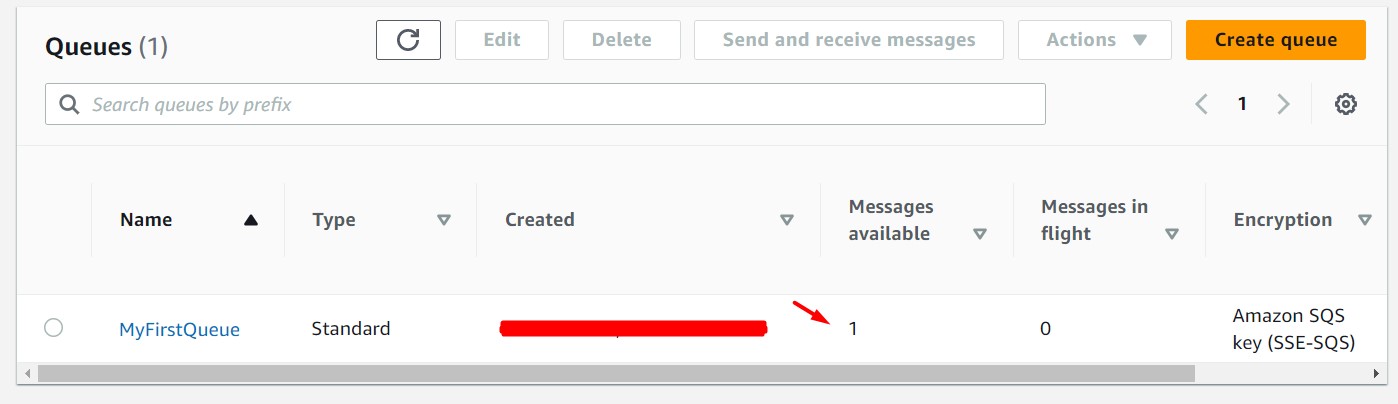 Queues (1)
Edit
Delete
Send and receive messages
Actions
Create queue
Search queues by prefix
1
Name
Type
Created
Messages
available
Messages in
flight
Encryption
MyFirstQueue
Standard
1
0
Amazon SQS
key (SSE-SQS)